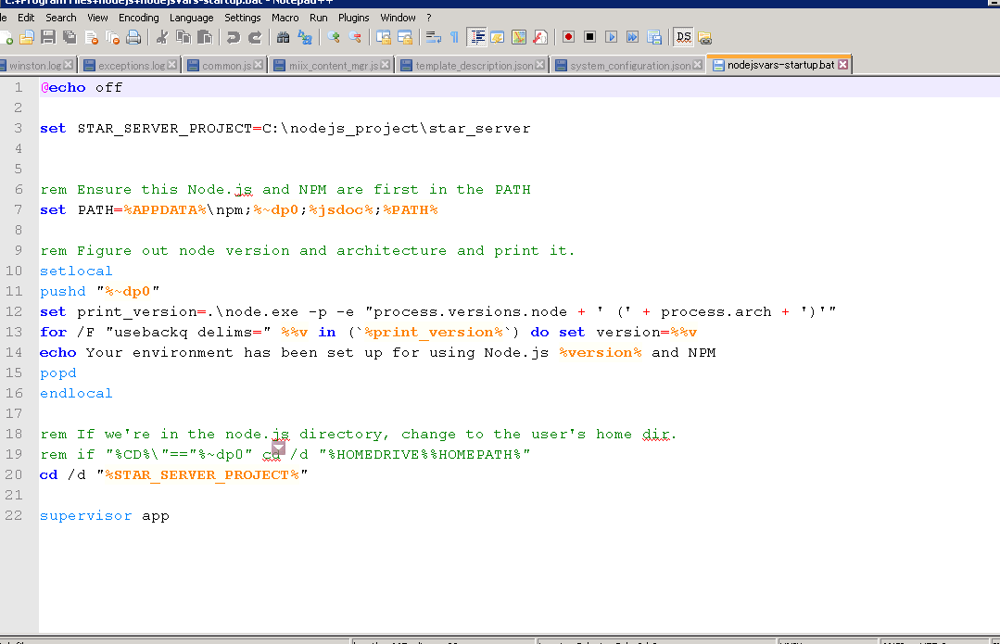 C:\Program Files\nodejs\nodejsvars-startup.bat - Notepad++
Edit Search View Encoding Language Settings Macro Run Plugins Window ?
winston.log exceptions.log common.js miix_content_mgr.js template_description.json system_configuration.json nodejsvars-startup.bat
1 @echo off
2
3 set STAR_SERVER_PROJECT=C:\nodejs_project\star_server
4
5
6 rem Ensure this Node.js and NPM are first in the PATH
7 set PATH=%APPDATA%\npm;%~dp0;%jsdoc%;%PATH%
8
9 rem Figure out node version and architecture and print it.
10 setlocal
11 pushd "%~dp0"
12 set print_version=.\node.exe -p -e "process.versions.node + ' (' + process.arch + ')'"
13 for /F "usebackq delims=" %%v in (`%print_version%`) do set version=%%v
14 echo Your environment has been set up for using Node.js %version% and NPM
15 popd
16 endlocal
17
18 rem If we're in the node.js directory, change to the user's home dir.
19 rem if "%CD%\"=="%~dp0" cd /d "%HOMEDRIVE%%HOMEPATH%"
20 cd /d "%STAR_SERVER_PROJECT%"
21
22 supervisor app